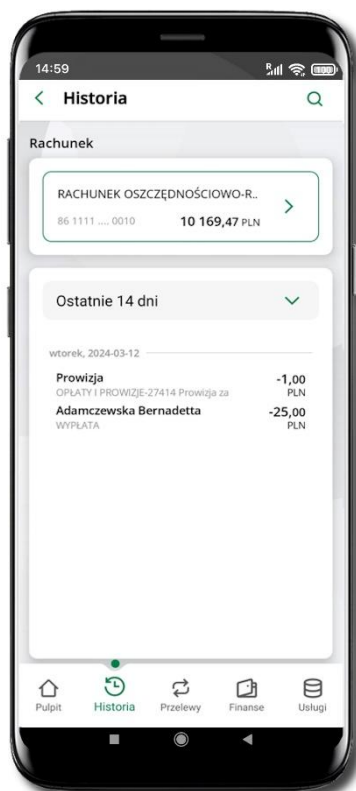 14:59
R
100
Historia
Rachunek
RACHUNEK OSZCZĘDNOŚCIOWO-R..
86 1111 .... 0010 10 169,47 PLN
Ostatnie 14 dni
wtorek, 2024-03-12
Prowizja -1,00
OPŁATY I PROWIZJE-27414 Prowizja za PLN
Adamczewska Bernadetta -25,00
WYPŁATA PLN
Pulpit Historia Przelewy Finanse Usługi